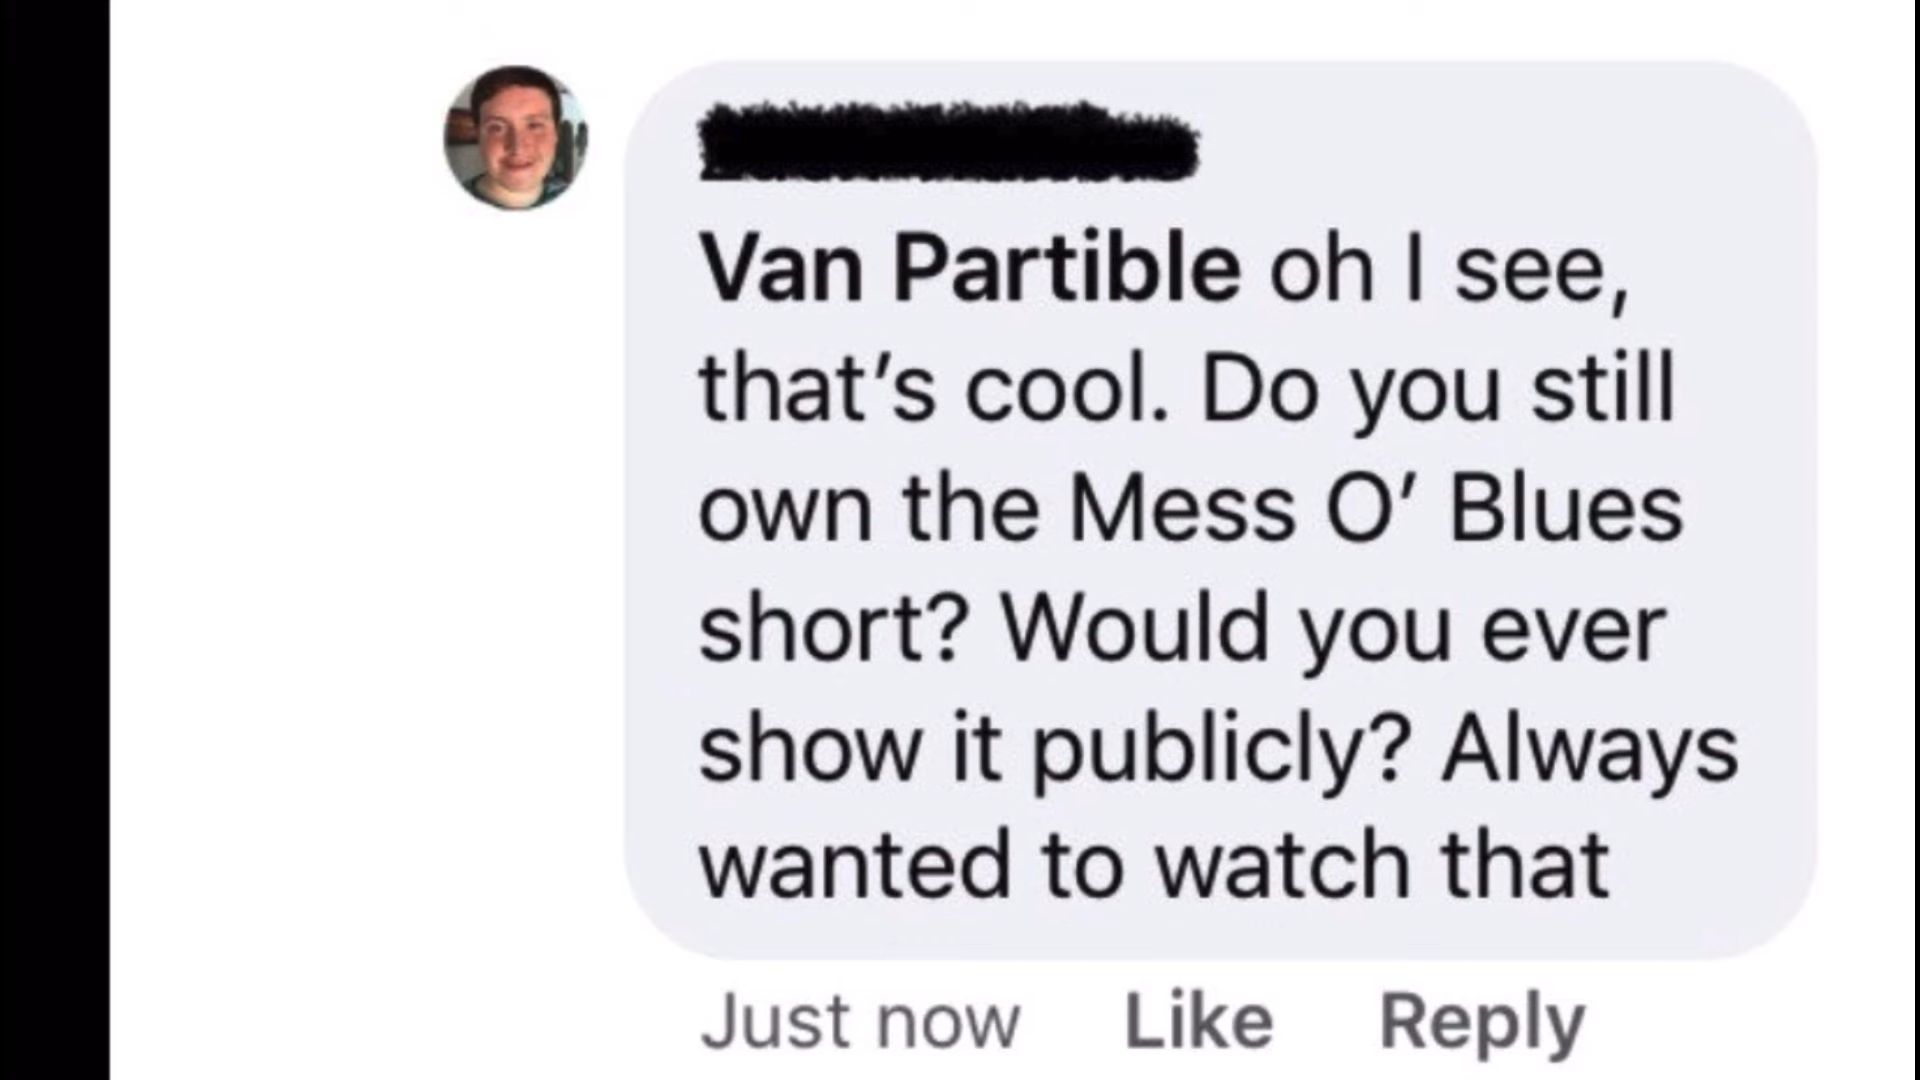 Van Partible oh I see,
that’s cool. Do you still
own the Mess O’ Blues
short? Would you ever
show it publicly? Always
wanted to watch that
Just now Like Reply